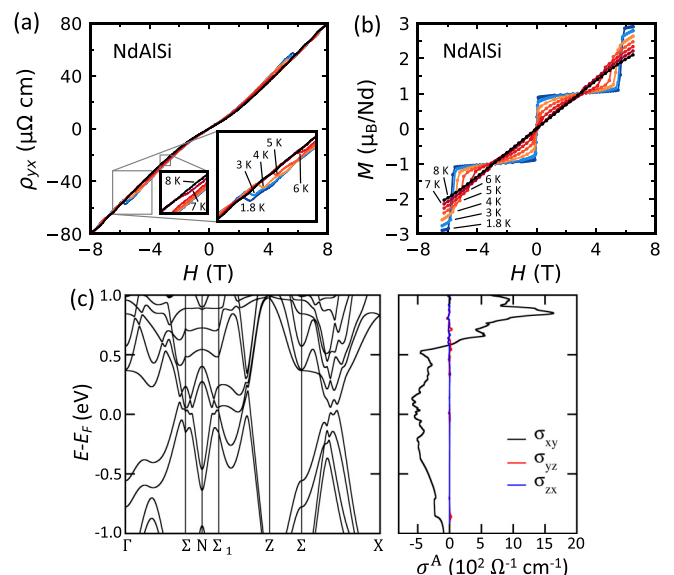 (a)
NdAlSi
ρyx (μΩ cm)
80
40
0
−40
−80
−8
−4
0
4
8
H (T)
8 K
7 K
5 K
4 K
3 K
6 K
1.8 K
(b)
NdAlSi
M (μB/Nd)
3
2
1
0
−1
−2
3
−8
−4
0
4
8
H (T)
8 K
7 K
6 K
5 K
4 K
3 K
1.8 K
(c)
E-EF (eV)
1.0
0.5
0.0
-0.5
-1.0
Γ
Σ
N
Σ1
Z
Σ
X
σxy
σyz
σzx
-5
0
5
10
15
20
σA (10² Ω-1 cm-1)